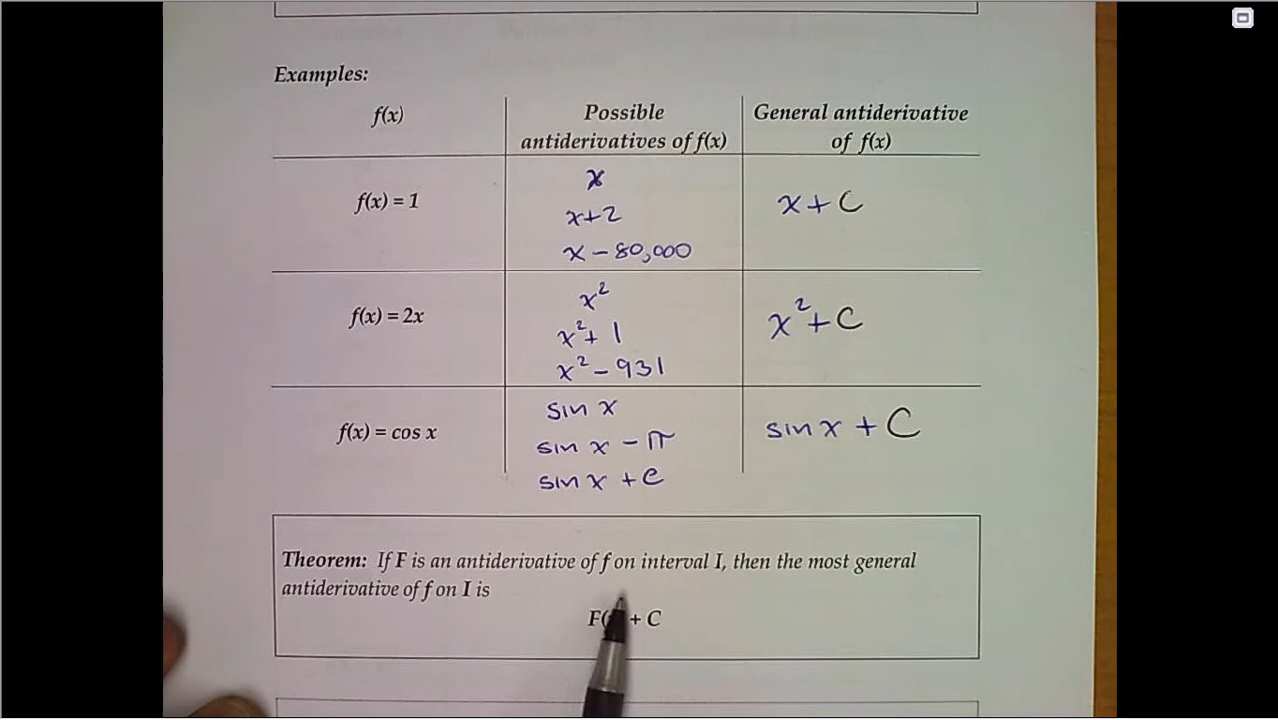 Examples:
f(x)
Possible
antiderivatives of f(x)
General antiderivative
of f(x)
f(x) = 1
x
x+2
x – 80,000
x + C
f(x) = 2x
x²
x²+ 1
x² – 931
x²+ C
f(x) = cos x
sin x
sin x – π
sin x + e
sin x + C
Theorem: If F is an antiderivative of f on interval I, then the most general
antiderivative of f on I is
F( + C